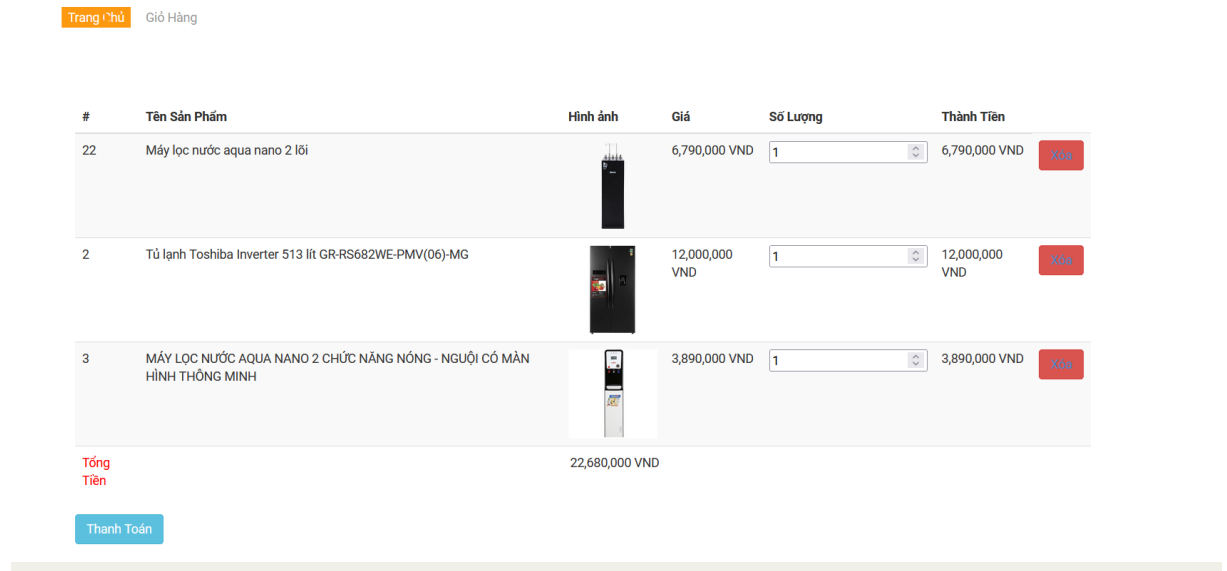 Trang Chủ Giỏ Hàng
# Tên Sản Phẩm Hình ảnh Giá Số Lượng Thành Tiền
22 Máy lọc nước aqua nano 2 lõi 6,790,000 VND 1 6,790,000 VND Xóa
2 Tủ lạnh Toshiba Inverter 513 lít GR-RS682WE-PMV(06)-MG 12,000,000 1 12,000,000 Xóa
VND VND
3 MÁY LỌC NƯỚC AQUA NANO 2 CHỨC NĂNG NÓNG - NGUỘI CÓ MÀN 3,890,000 VND 1 3,890,000 VND Xóa
HÌNH THÔNG MINH
Tổng 22,680,000 VND
Tiền
Thanh Toán